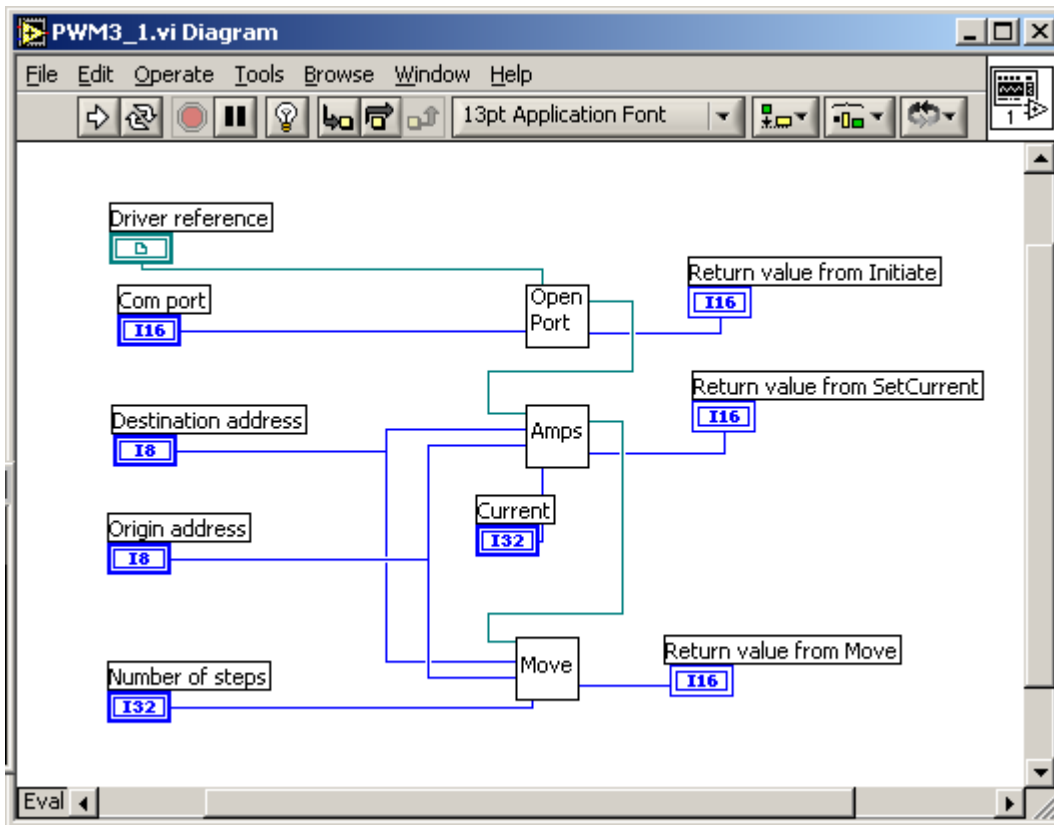 PWM3_1.vi Diagram
File Edit Operate Tools Browse Window Help
13pt Application Font
1
Driver reference
Com port
I16
Open
Port
Return value from Initiate
I16
Destination address
I8
Amps
Return value from SetCurrent
I16
Origin address
I8
Current
I32
Number of steps
I32
Move
Return value from Move
I16
Eval